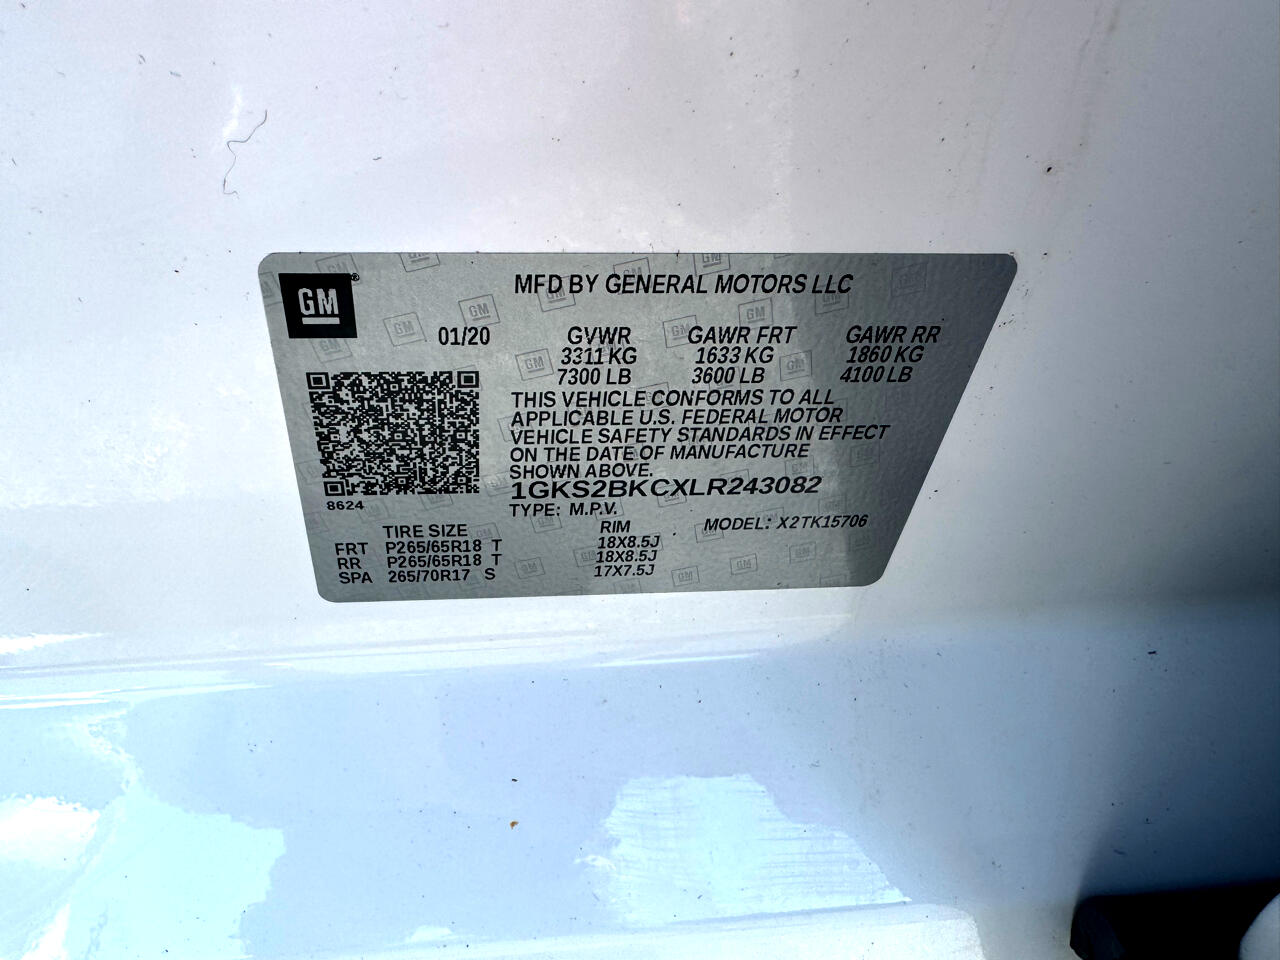 GM ®
MFD BY GENERAL MOTORS LLC
01/20 GVWR GAWR FRT GAWR RR
3311 KG 1633 KG 1860 KG
7300 LB 3600 LB 4100 LB
THIS VEHICLE CONFORMS TO ALL
APPLICABLE U.S. FEDERAL MOTOR
VEHICLE SAFETY STANDARDS IN EFFECT
ON THE DATE OF MANUFACTURE
SHOWN ABOVE.
1GKS2BKCXLR243082
8624
TYPE: M.P.V.
TIRE SIZE RIM MODEL: X2TK15706
FRT P265/65R18 T 18X8.5J
RR P265/65R18 T 18X8.5J
SPA 265/70R17 S 17X7.5J